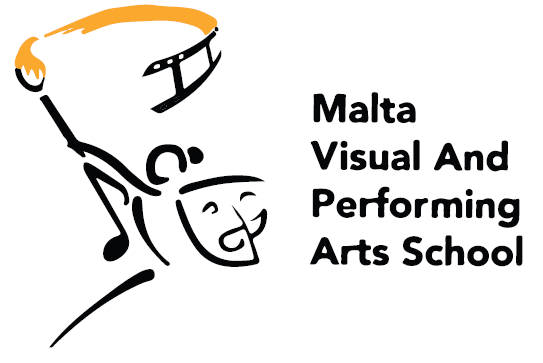 Malta
Visual And
Performing
Arts School